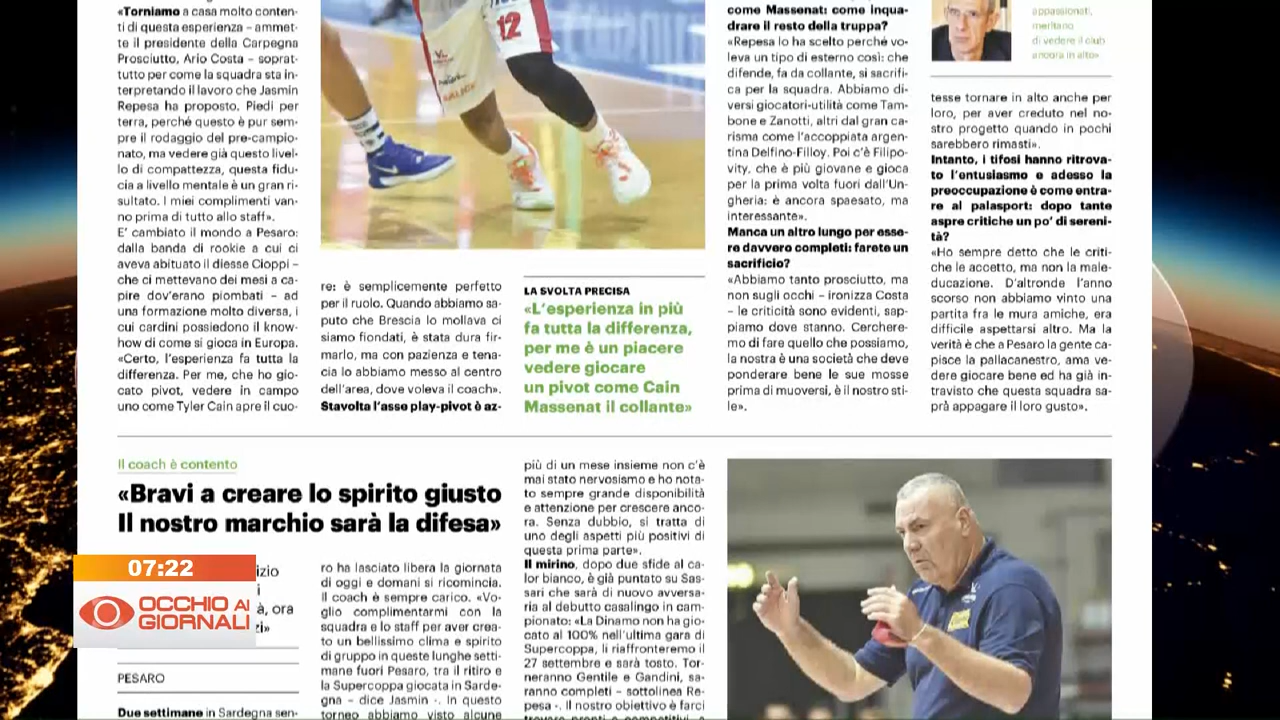 «Torniamo a casa molto conten-
ti di questa esperienza – ammet-
te il presidente della Carpegna
Prosciutto, Ario Costa – soprat-
tutto per come la squadra sta in-
terpretando il lavoro che Jasmin
Repesa ha proposto. Piedi per
terra, perché questo è pur sem-
pre il rodaggio del pre-campio-
nato, ma vedere già questo livel-
lo di compattezza, questa fidu-
cia a livello mentale è un gran ri-
sultato. I miei complimenti van-
no prima di tutto allo staff».
E' cambiato il mondo a Pesaro:
dalla banda di rookie a cui ci
aveva abituato il diesse Cioppi –
che ci mettevano dei mesi a ca-
pire dov'erano piombati – ad
una formazione molto diversa, i
cui cardini possiedono il know-
how di come si gioca in Europa.
«Certo, l'esperienza fa tutta la
differenza. Per me, che ho gio-
cato pivot, vedere in campo
uno come Tyler Cain apre il cuo-
12
re: è semplicemente perfetto
per il ruolo. Quando abbiamo sa-
puto che Brescia lo mollava ci
siamo fiondati, è stata dura fir-
marlo, ma con pazienza e tena-
cia lo abbiamo messo al centro
dell'area, dove voleva il coach».
Stavolta l'asse play-pivot è az-
LA SVOLTA PRECISA
«L'esperienza in più
fa tutta la differenza,
per me è un piacere
vedere giocare
un pivot come Cain
Massenat il collante»
come Massenat: come inqua-
drare il resto della truppa?
«Repesa lo ha scelto perché vo-
leva un tipo di esterno così: che
difende, fa da collante, si sacrifi-
ca per la squadra. Abbiamo di-
versi giocatori-utilità come Tam-
bone e Zanotti, altri dal gran ca-
risma come l'accoppiata argen-
tina Delfino-Filloy. Poi c'è Filipo-
vity, che è più giovane e gioca
per la prima volta fuori dall'Un-
gheria: è ancora spaesato, ma
interessante».
Manca un altro lungo per esse-
re davvero completi: farete un
sacrificio?
«Abbiamo tanto prosciutto, ma
non sugli occhi – ironizza Costa
– le criticità sono evidenti, sap-
piamo dove stanno. Cerchere-
mo di fare quello che possiamo,
la nostra è una società che deve
ponderare bene le sue mosse
prima di muoversi, è il nostro sti-
le».
appassionati,
meritano
di vedere il club
ancora in alto»
tesse tornare in alto anche per
loro, per aver creduto nel no-
stro progetto quando in pochi
sarebbero rimasti».
Intanto, i tifosi hanno ritrova-
to l'entusiasmo e adesso la
preoccupazione è come entra-
re al palasport: dopo tante
aspre critiche un po' di sereni-
tà?
«Ho sempre detto che le criti-
che le accetto, ma non la male-
ducazione. D'altronde l'anno
scorso non abbiamo vinto una
partita fra le mura amiche, era
difficile aspettarsi altro. Ma la
verità è che a Pesaro la gente ca-
pisce la pallacanestro, ama ve-
dere giocare bene ed ha già in-
travisto che questa squadra sa-
prà appagare il loro gusto».
Il coach è contento
«Bravi a creare lo spirito giusto
Il nostro marchio sarà la difesa»
07:22
OCCHIO AI
GIORNALI
izio
i
à, ora
zi»
PESARO
Due settimane in Sardegna sen-
ro ha lasciato libera la giornata
di oggi e domani si ricomincia.
Il coach è sempre carico. «Vo-
glio complimentarmi con la
squadra e lo staff per aver crea-
to un bellissimo clima e spirito
di gruppo in queste lunghe setti-
mane fuori Pesaro, tra il ritiro e
la Supercoppa giocata in Sarde-
gna – dice Jasmin -. In questo
torneo abbiamo visto alcune
più di un mese insieme non c'è
mai stato nervosismo e ho nota-
to sempre grande disponibilità
e attenzione per crescere anco-
ra. Senza dubbio, si tratta di
uno degli aspetti più positivi di
questa prima parte».
Il mirino, dopo due sfide al ca-
lor bianco, è già puntato su Sas-
sari che sarà di nuovo avversa-
ria al debutto casalingo in cam-
pionato: «La Dinamo non ha gio-
cato al 100% nell'ultima gara di
Supercoppa, li riaffronteremo il
27 settembre e sarà tosto. Tor-
neranno Gentile e Gandini, sa-
ranno completi – sottolinea Re-
pesa -. Il nostro obiettivo è farci
trovare pronti e competitivi, a